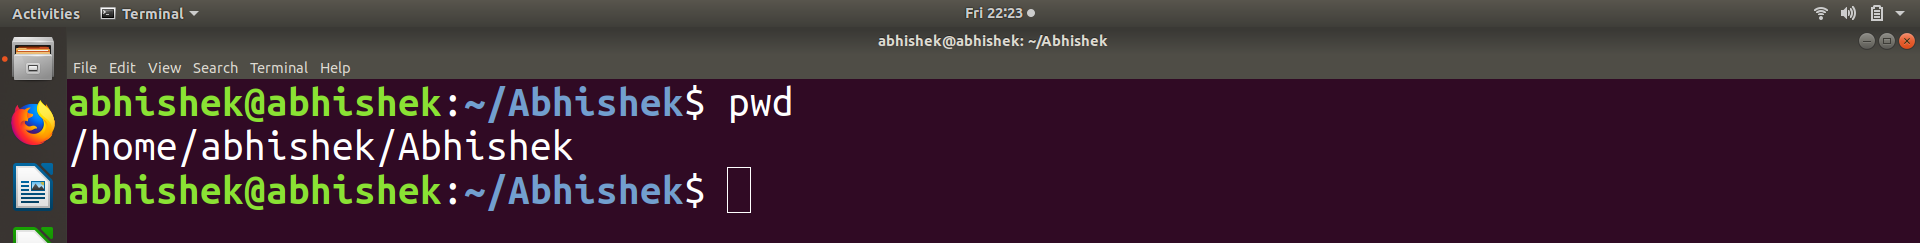 Activities Terminal Fri 22:23
abhishek@abhishek: ~/Abhishek
File Edit View Search Terminal Help
abhishek@abhishek:~/Abhishek$ pwd
/home/abhishek/Abhishek
abhishek@abhishek:~/Abhishek$